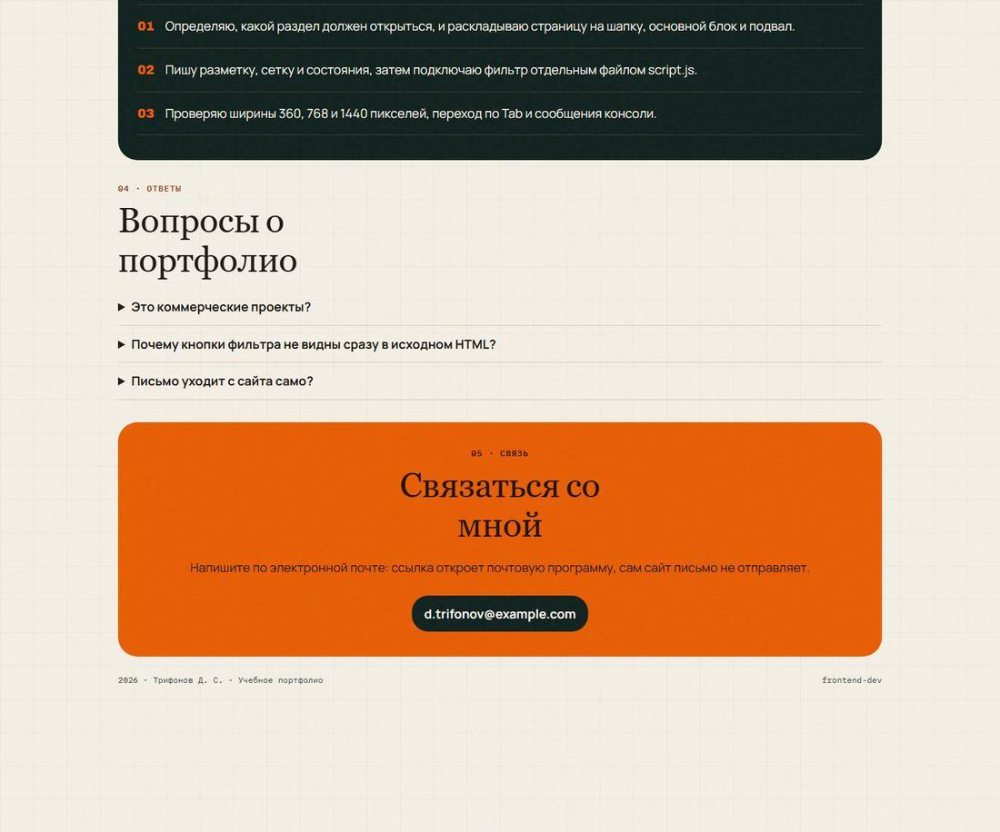 01 Определяю, какой раздел должен открыться, и раскладываю страницу на шапку, основной блок и подвал.
02 Пишу разметку, сетку и состояния, затем подключаю фильтр отдельным файлом script.js.
03 Проверяю ширины 360, 768 и 1440 пикселей, переход по Tab и сообщения консоли.
04 · ОТВЕТЫ
Вопросы о
портфолио
Это коммерческие проекты?
Почему кнопки фильтра не видны сразу в исходном HTML?
Письмо уходит с сайта само?
05 · СВЯЗЬ
Связаться со
мной
Напишите по электронной почте: ссылка откроет почтовую программу, сам сайт письмо не отправляет.
d.trifonov@example.com
2026 · Трифонов Д. С. · Учебное портфолио
frontend-dev